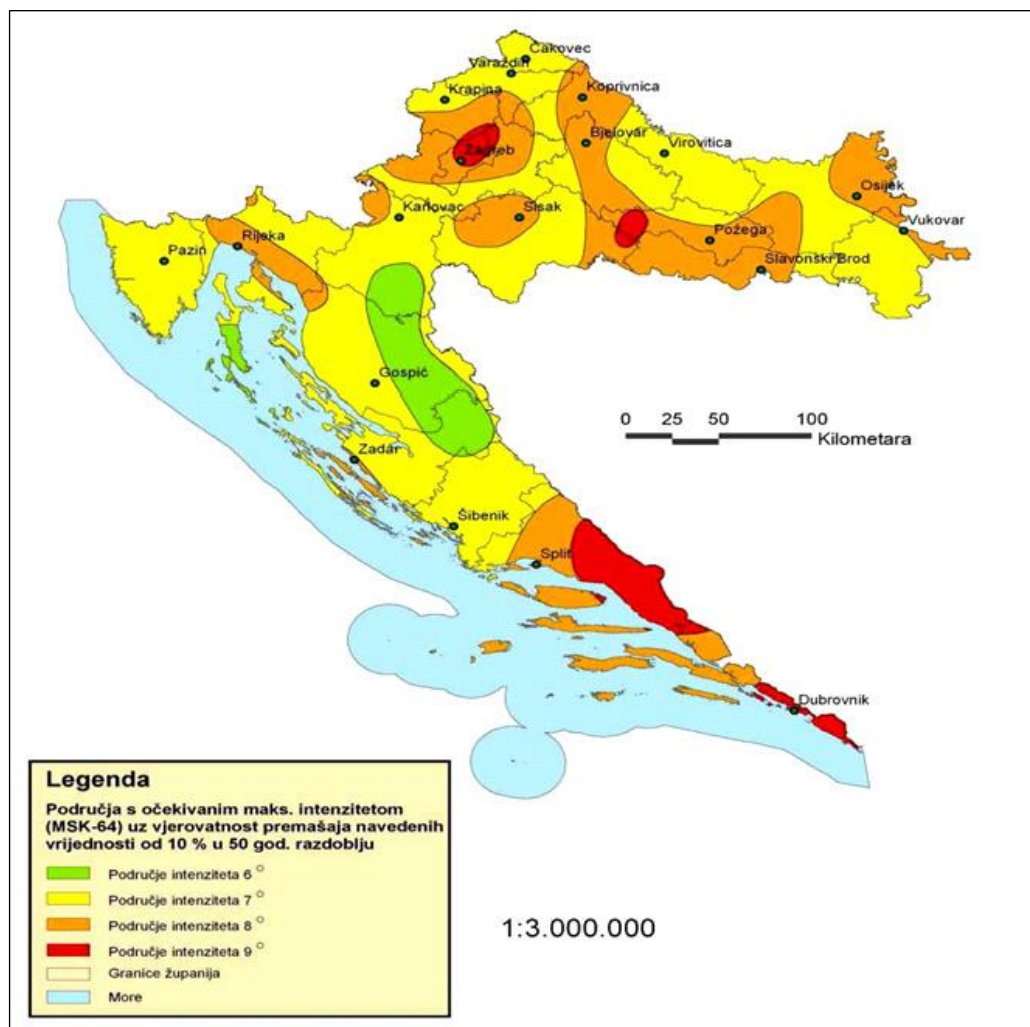 Čakovec
Varaždin
Krapina
Koprivnica
Bjelovar
Virovitica
Zagreb
Osijek
Karlovac
Sisak
Vukovar
Rijeka
Požega
Pazin
Slavonski Brod
Gospić
0 25 50 100
Kilometara
Zadar
Šibenik
Split
Dubrovnik
Legenda
Područja s očekivanim maks. intenzitetom
(MSK-64) uz vjerovatnost premašaja navedenih
vrijednosti od 10 % u 50 god. razdoblju
Područje intenziteta 6 °
Područje intenziteta 7 °
Područje intenziteta 8 °
Područje intenziteta 9 °
Granice županija
More
1:3.000.000